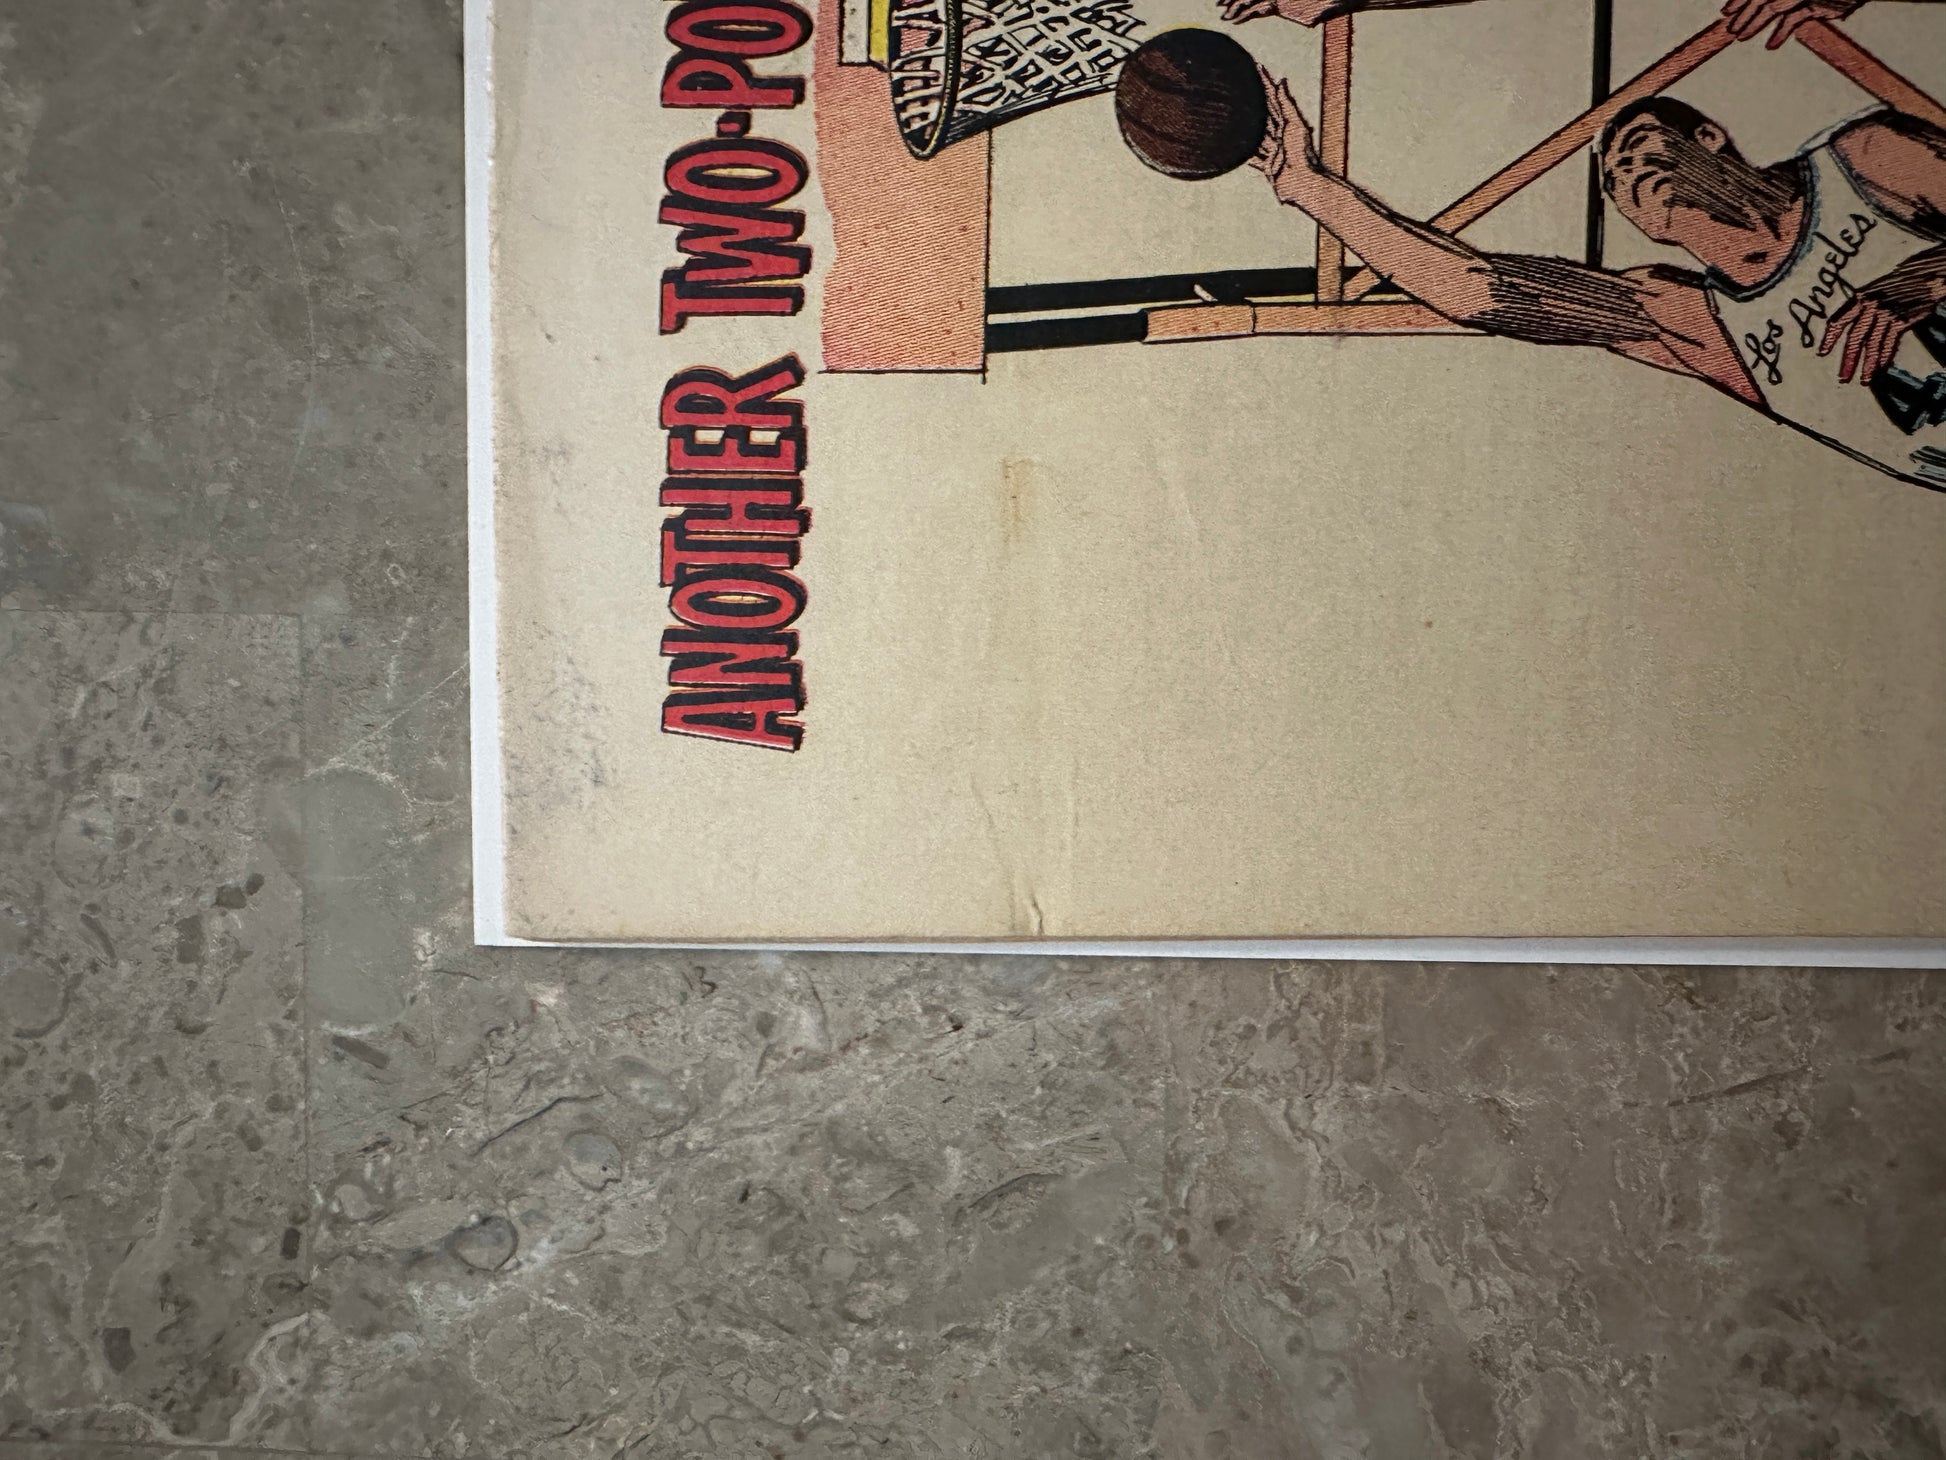 ANOTHER TWO-PO
Los Angeles